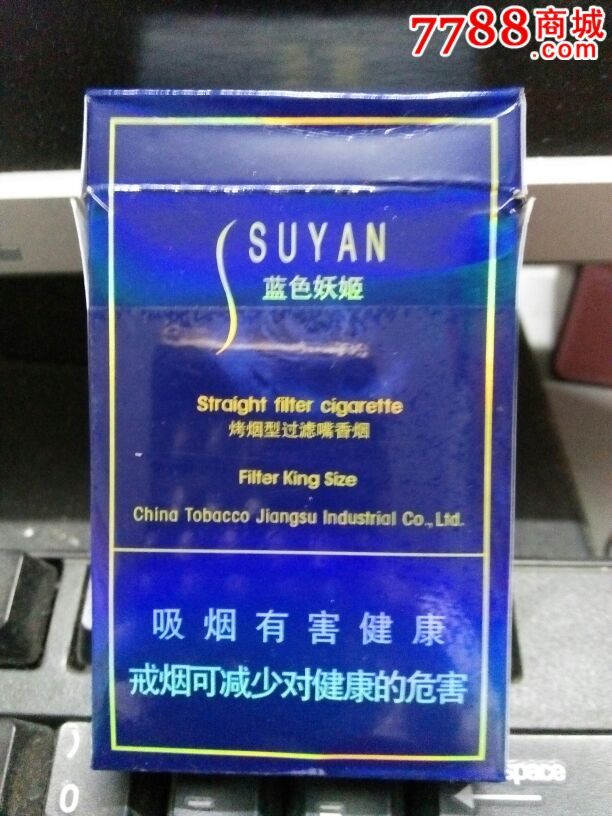 7788商城
.com
SUYAN
蓝色妖姬
Straight filter cigarette
烤烟型过滤嘴香烟
Filter King Size
China Tobacco Jiangsu Industrial Co., Ltd.
吸烟有害健康
戒烟可减少对健康的危害
)
0
space